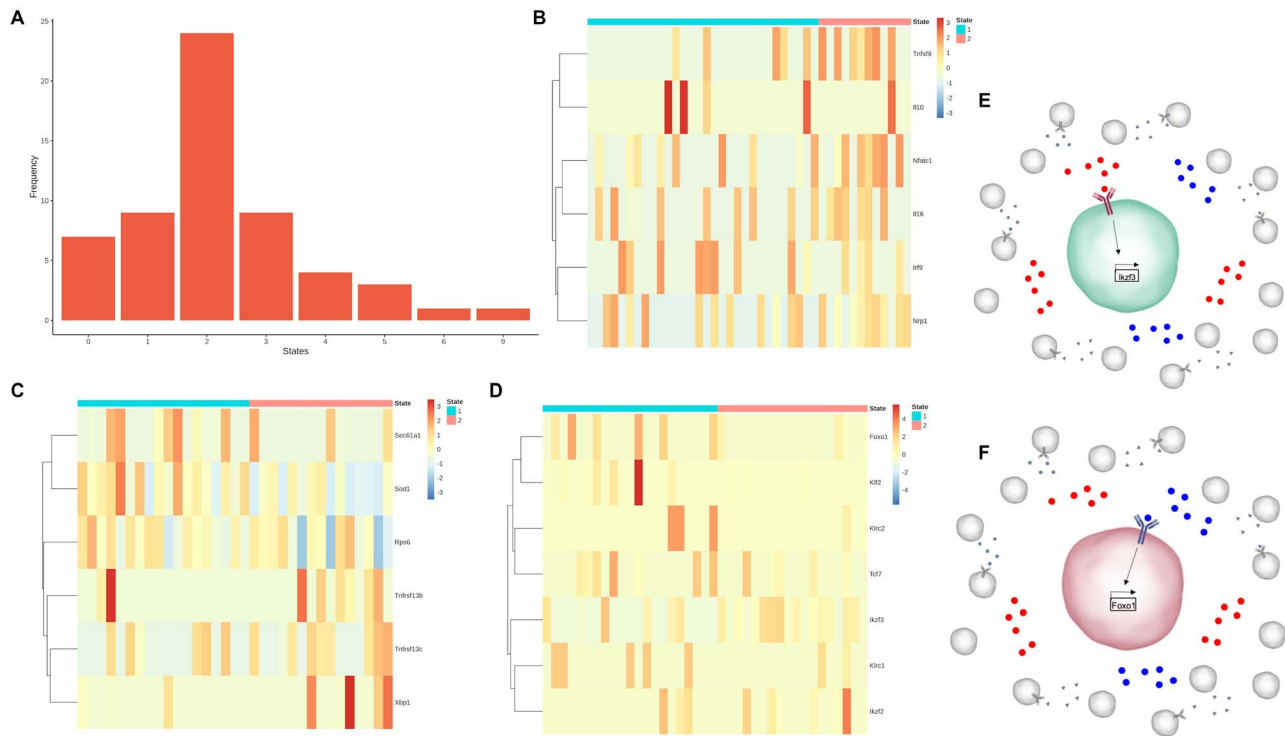 A
25
20
15
10
5
0
Frequency
0 1 2 3 4 5 6 9
States
B
State
Tnfsf9
Il10
Nfatc1
Il16
Irf9
Nrp1
3
2
1
0
-1
-2
-3
State
1
2
C
State
Sec61a1
Sod1
Rps6
Tnfrsf13b
Tnfrsf13c
Xbp1
3
2
1
0
-1
-2
-3
State
1
2
D
State
Foxo1
Klf2
Klrc2
Tcf7
Ikzf3
Klrc1
Ikzf2
4
2
0
-2
-4
State
1
2
E
Ikzf3
F
Foxo1